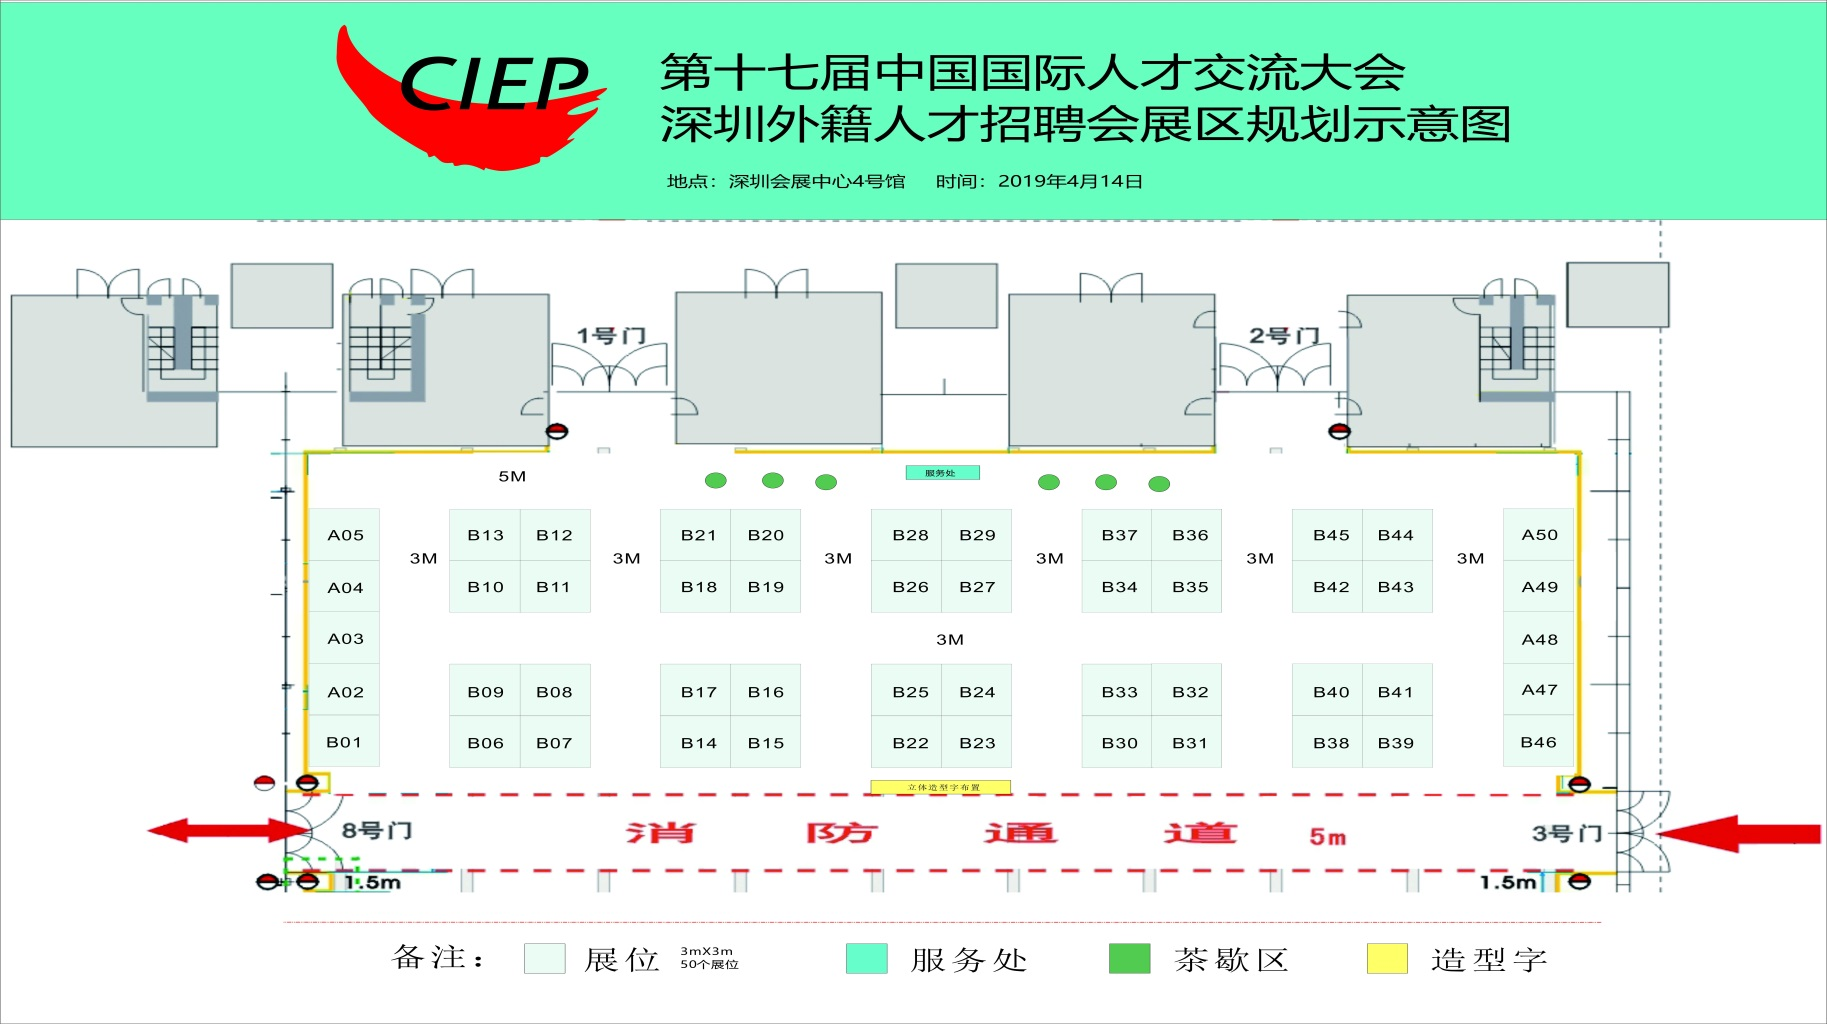 CIEP
第十七届中国国际人才交流大会
深圳外籍人才招聘会展区规划示意图
地点：深圳会展中心4号馆 时间：2019年4月14日
1号门 2号门
5M 服务处
A05 B13 B12 B21 B20 B28 B29 B37 B36 B45 B44 A50
3M 3M 3M 3M 3M 3M
A04 B10 B11 B18 B19 B26 B27 B34 B35 B42 B43 A49
A03 3M A48
A02 B09 B08 B17 B16 B25 B24 B33 B32 B40 B41 A47
B01 B06 B07 B14 B15 B22 B23 B30 B31 B38 B39 B46
立体造型字布置
8号门 消防通道 5m 3号门
1.5m 1.5m
备注： 展位 3mX3m 服务处 茶歇区 造型字
50个展位